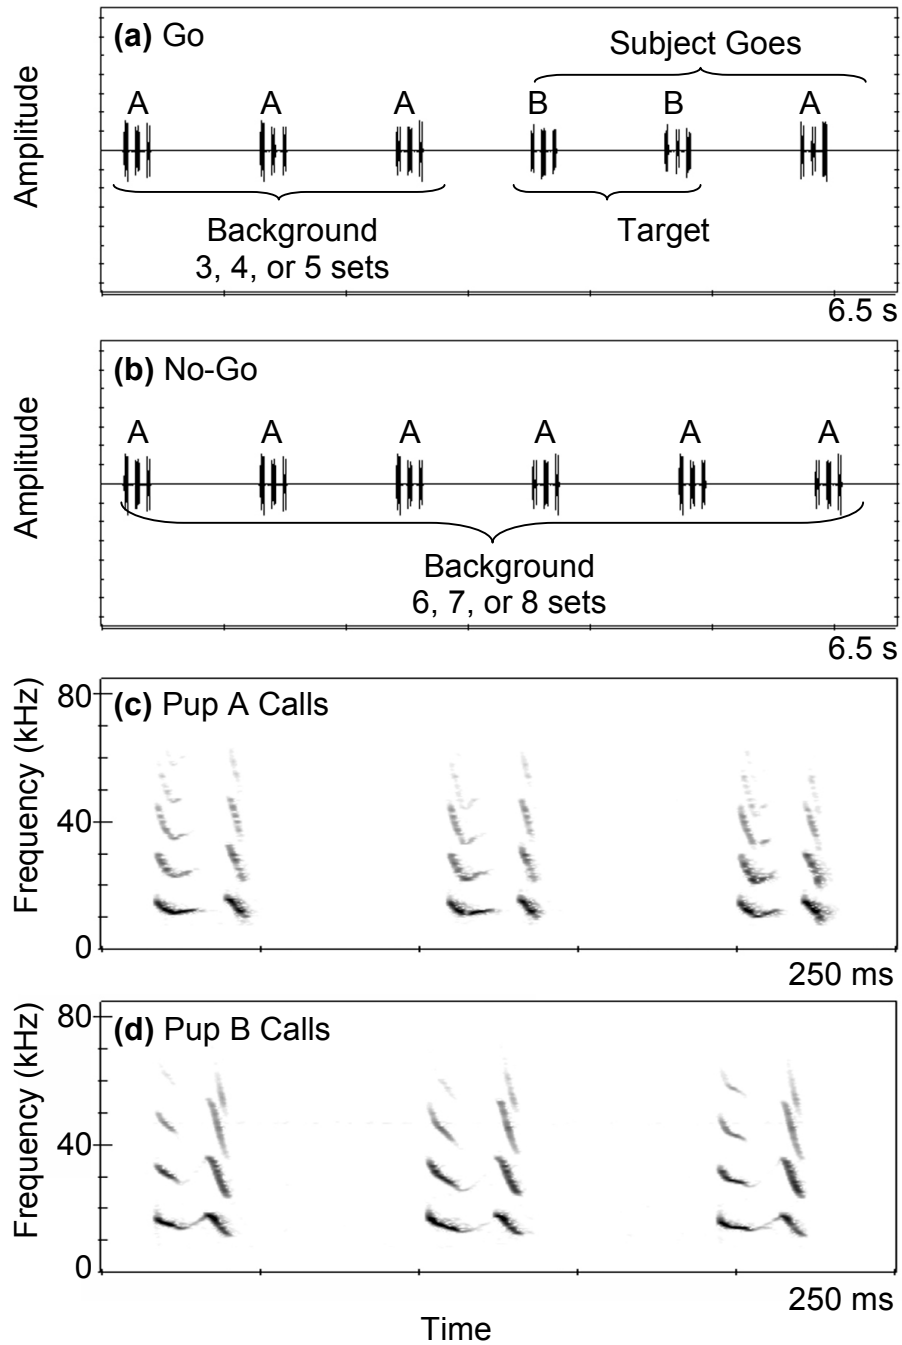 (a) Go
Subject Goes
A A A B B A
Amplitude
Background
3, 4, or 5 sets
Target
6.5 s
(b) No-Go
A A A A A A
Amplitude
Background
6, 7, or 8 sets
6.5 s
(c) Pup A Calls
Frequency (kHz)
80
40
0
250 ms
(d) Pup B Calls
Frequency (kHz)
80
40
0
250 ms
Time